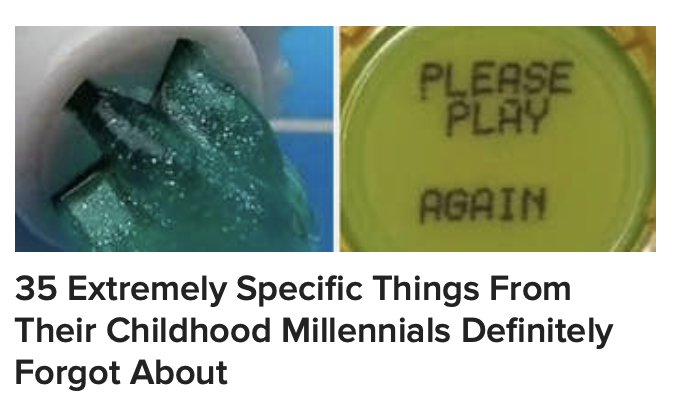 PLEASE
PLAY
AGAIN
35 Extremely Specific Things From
Their Childhood Millennials Definitely
Forgot About